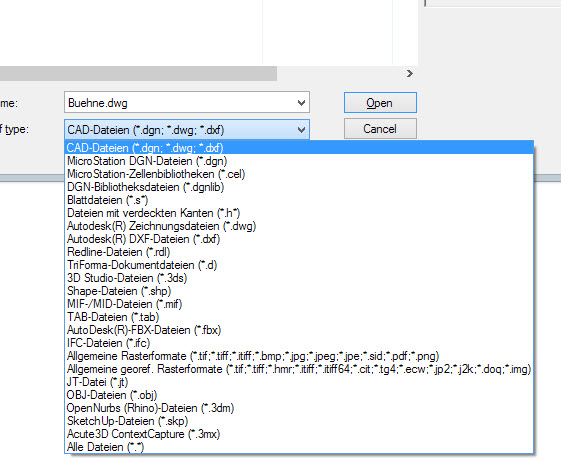 me:
Buehne.dwg
Open
f type:
CAD-Dateien (*.dgn; *.dwg; *.dxf)
Cancel
CAD-Dateien (*.dgn; *.dwg; *.dxf)
MicroStation DGN-Dateien (*.dgn)
MicroStation-Zellenbibliotheken (*.cel)
DGN-Bibliotheksdateien (*.dgnlib)
Blattdateien (*.s*)
Dateien mit verdeckten Kanten (*.h*)
Autodesk(R) Zeichnungsdateien (*.dwg)
Autodesk(R) DXF-Dateien (*.dxf)
Redline-Dateien (*.rdl)
TriForma-Dokumentdateien (*.d)
3D Studio-Dateien (*.3ds)
Shape-Dateien (*.shp)
MIF-/MID-Dateien (*.mif)
TAB-Dateien (*.tab)
AutoDesk(R)-FBX-Dateien (*.fbx)
IFC-Dateien (*.ifc)
Allgemeine Rasterformate (*.tif;*.tiff;*.itiff;*.bmp;*.jpg;*.jpeg;*.jpe;*.sid;*.pdf;*.png)
Allgemeine georef. Rasterformate (*.tif;*.tiff;*.hmr;*.itiff;*.itiff64;*.cit;*.tg4;*.ecw;*.jp2;*.j2k;*.doq;*.img)
JT-Datei (*.jt)
OBJ-Dateien (*.obj)
OpenNurbs (Rhino)-Dateien (*.3dm)
SketchUp-Dateien (*.skp)
Acute3D ContextCapture (*.3mx)
Alle Dateien (*.*)